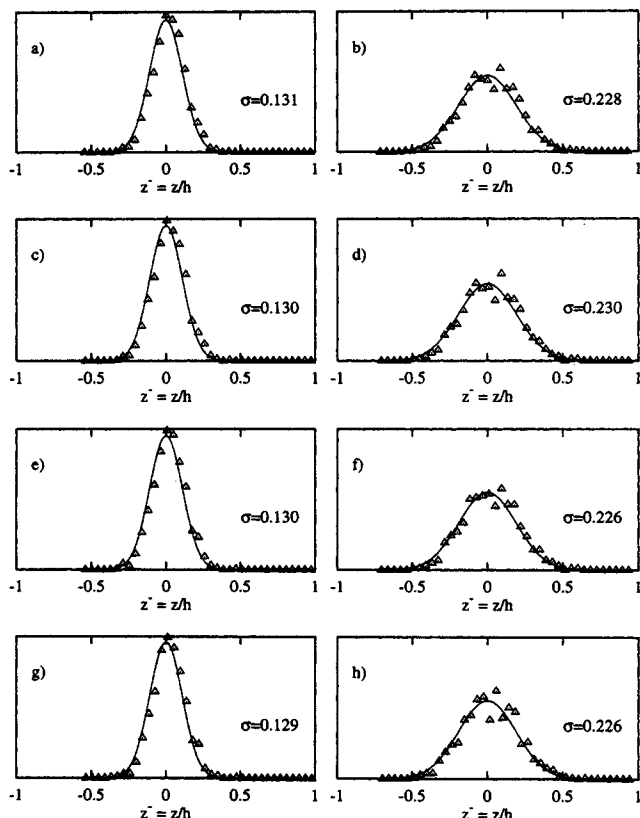 a)
σ=0.131
-1 -0.5 0 0.5 1
z⁻ = z/h
b)
σ=0.228
-1 -0.5 0 0.5 1
z⁻ = z/h
c)
σ=0.130
-1 -0.5 0 0.5 1
z⁻ = z/h
d)
σ=0.230
-1 -0.5 0 0.5 1
z⁻ = z/h
e)
σ=0.130
-1 -0.5 0 0.5 1
z⁻ = z/h
f)
σ=0.226
-1 -0.5 0 0.5 1
z⁻ = z/h
g)
σ=0.129
-1 -0.5 0 0.5 1
z⁻ = z/h
h)
σ=0.226
-1 -0.5 0 0.5 1
z⁻ = z/h